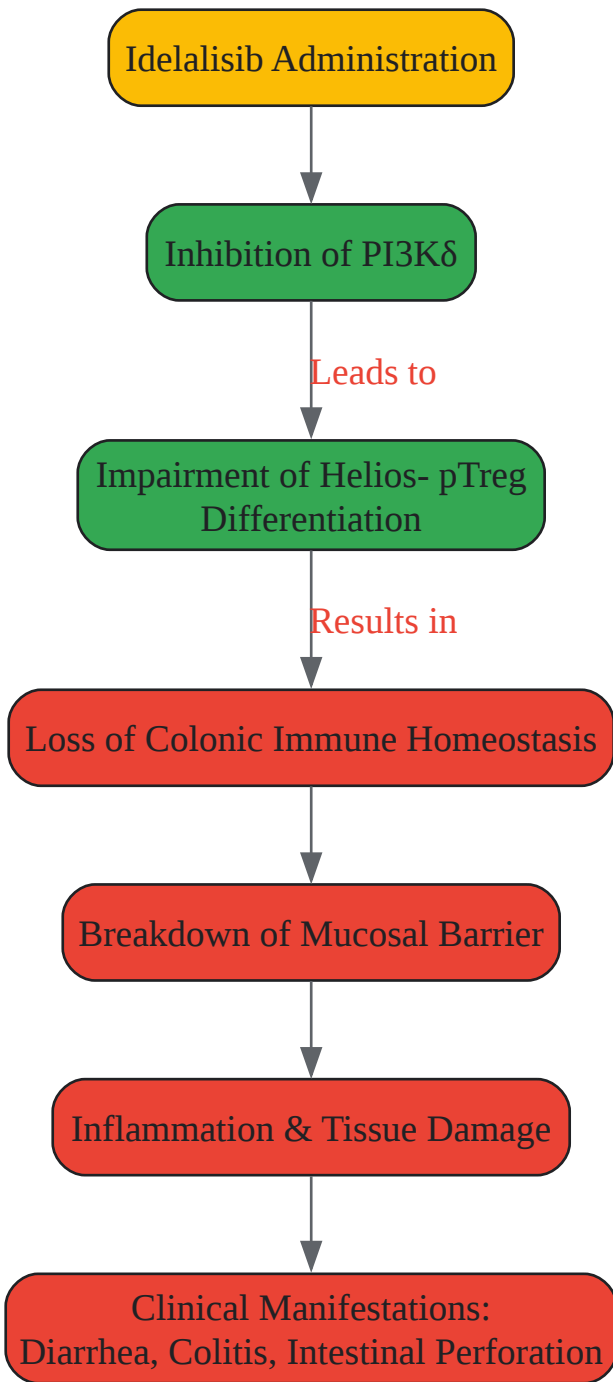 Idelalisib Administration
Inhibition of PI3Kδ
Leads to
Impairment of Helios- pTreg
Differentiation
Results in
Loss of Colonic Immune Homeostasis
Breakdown of Mucosal Barrier
Inflammation & Tissue Damage
Clinical Manifestations:
Diarrhea, Colitis, Intestinal Perforation